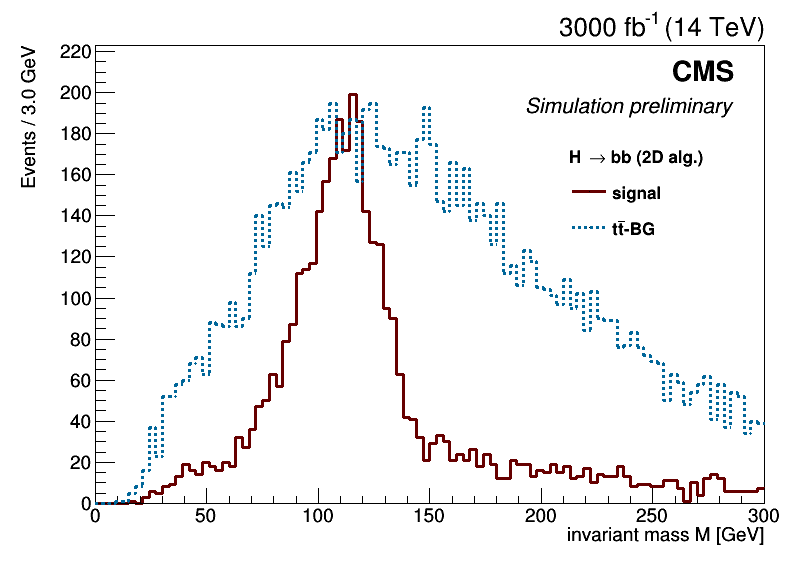 3000 fb⁻¹ (14 TeV)
Events / 3.0 GeV
220
200
180
160
140
120
100
80
60
40
20
0
CMS
Simulation preliminary
H → bb (2D alg.)
signal
tt̄-BG
0 50 100 150 200 250 300
invariant mass M [GeV]